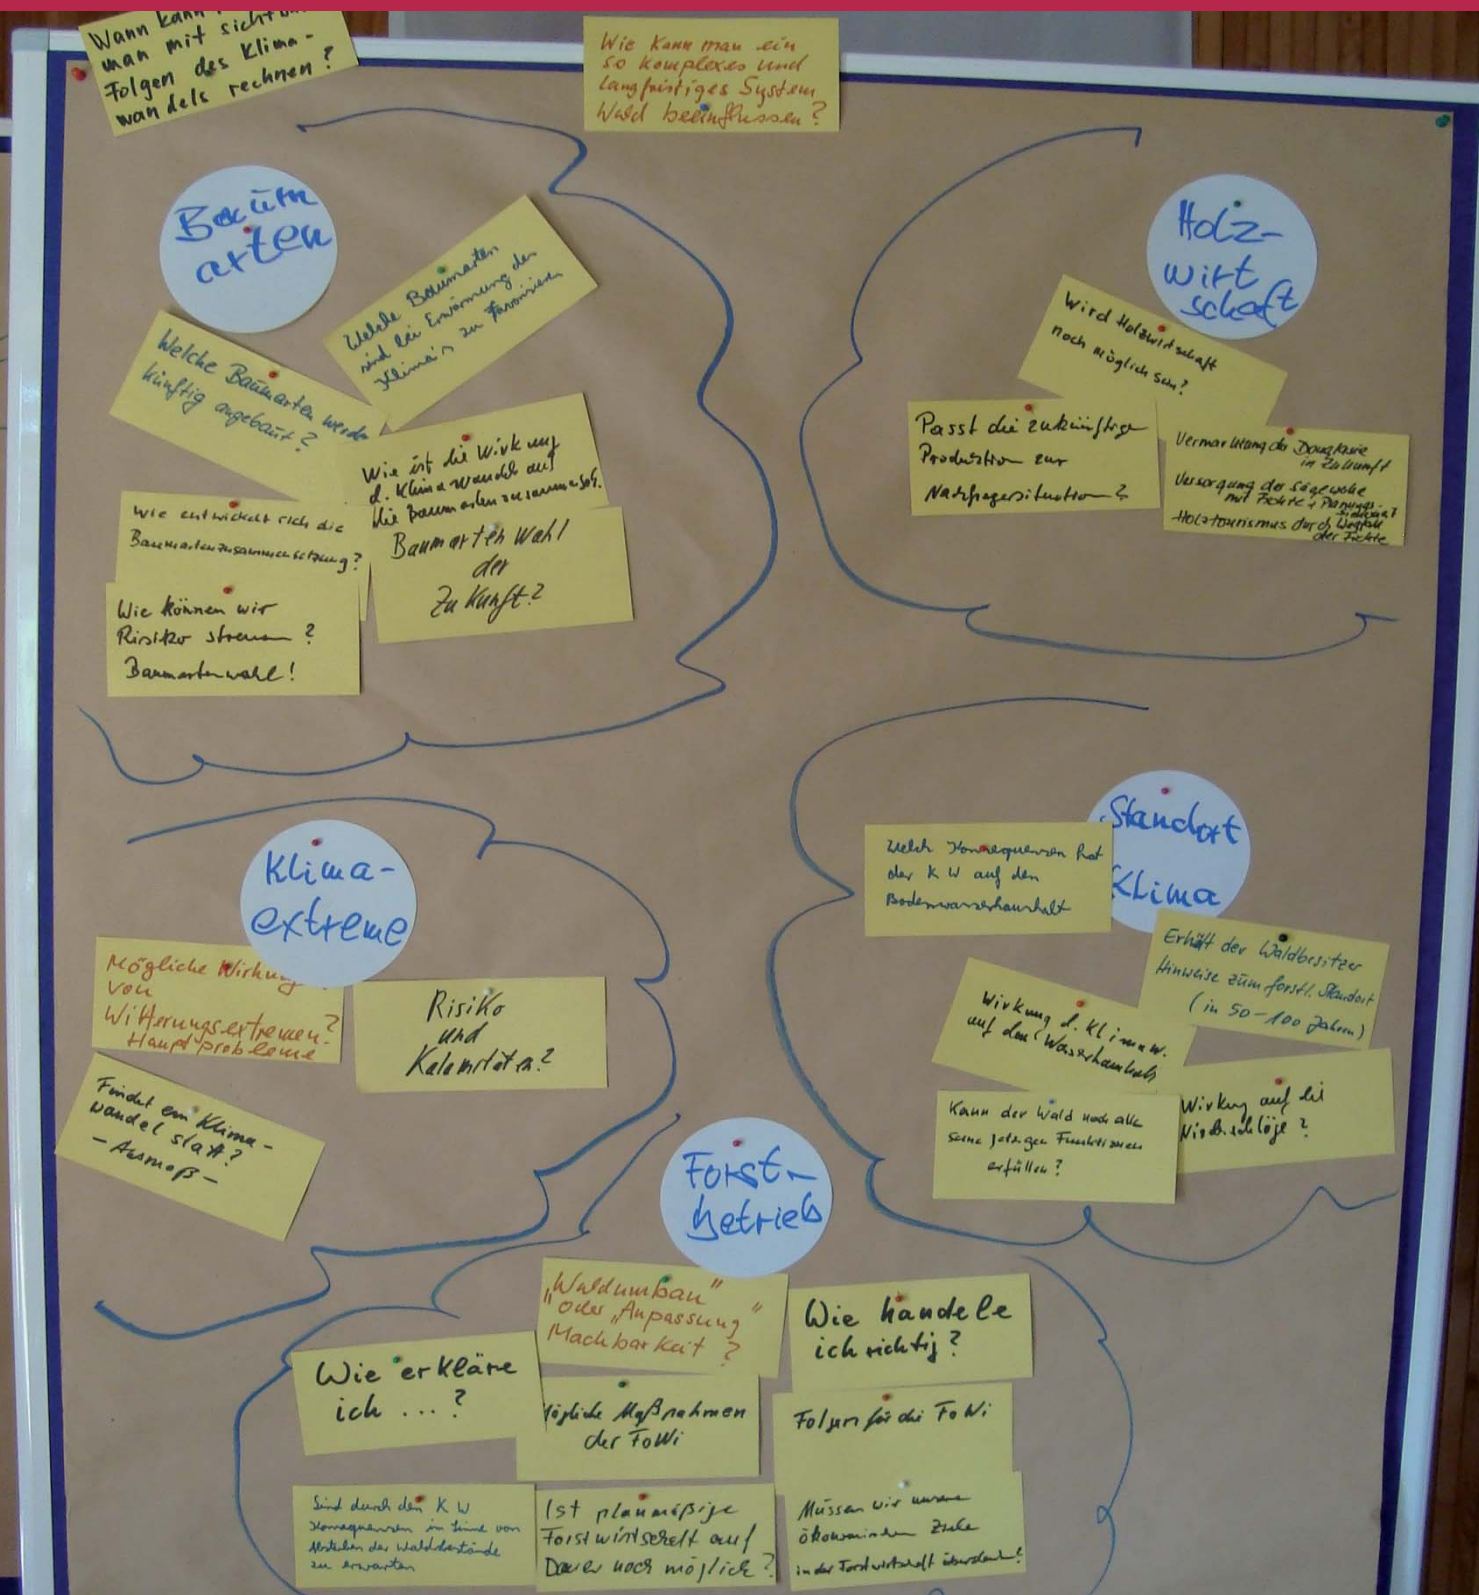 Wann kann
man mit
Folgen des Klima-
wandels rechnen?
Wie kann man ein
so komplexes und
langfristiges System
Wald beeinflussen?
Baum
arten
Welche Baumarten
sind bei Erwärmung des
Klima's zu favorisieren
Welche Baumarten werden
künftig angebaut?
Wie ist die Wirkung
d. Klimawandels auf
die Baumartenzusammens.
Wie entwickelt sich die
Baumartenzusammensetzung?
Baumarten Wahl
der
Zukunft?
Wie können wir
Risiko streuen?
Baumartenwahl!
Holz-
wirt
schaft
Wird Holzwirtschaft
noch möglich sein?
Passt die zukünftige
Produktion zur
Nachfragersituation?
Vermarktung der Douglasie
in Zukunft
Versorgung der Sägewerke
mit Fichte + Planungs-
Holztourismus durch Wegfall
der Fichte
Klima-
extreme
Mögliche
von
Witterungsextremen?
Hauptprobleme
Risiko
und
Kalamitäten?
Findet ein Klima-
wandel statt?
- Ausmaß -
Standort
Klima
Welch Konsequenzen hat
der KW auf den
Bodenwasserhaushalt
Erhält der Waldbesitzer
Hinweise zum forstl. Standort
(in 50-100 Jahren)
Wirkung d. Klimaw.
auf den Wasserhaushalt
Kann der Wald noch alle
seine jetzigen Funktionen
erfüllen?
Wirkung auf die
Niederschläge?
Forst-
betrieb
"Waldumbau"
oder "Anpassung"
Machbarkeit?
Wie handele
ich richtig?
Wie erkläre
ich ...?
Mögliche Maßnahmen
der FoWi
Folgen für die FoWi
Sind durch den KW
Konsequenzen im Sinne von
Absterben der Waldbestände
zu erwarten
Ist planmäßige
Forstwirtschaft auf
Dauer noch möglich?
Müssen wir unsere
ökonomischen Ziele
in der Forstwirtschaft überdenken?